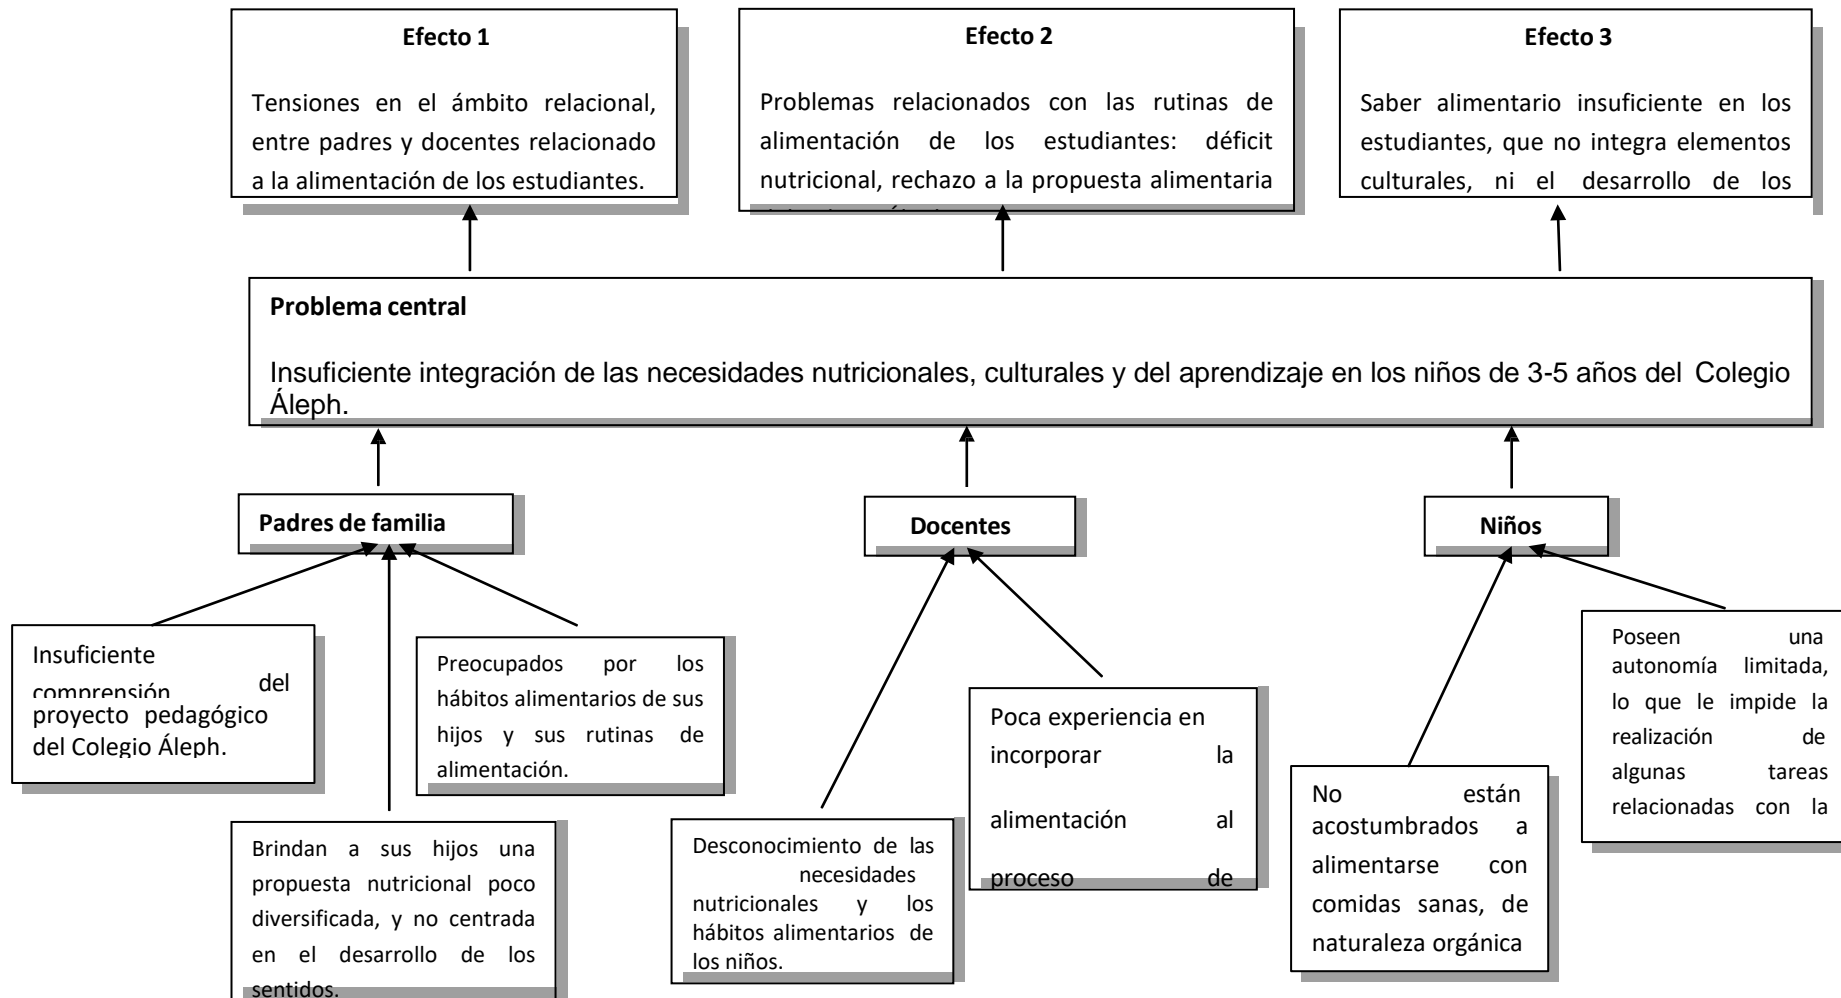 Efecto 1
Tensiones en el ámbito relacional,
entre padres y docentes relacionado
a la alimentación de los estudiantes.
Efecto 2
Problemas relacionados con las rutinas de
alimentación de los estudiantes: déficit
nutricional, rechazo a la propuesta alimentaria
Efecto 3
Saber alimentario insuficiente en los
estudiantes, que no integra elementos
culturales, ni el desarrollo de los
Problema central
Insuficiente integración de las necesidades nutricionales, culturales y del aprendizaje en los niños de 3-5 años del Colegio
Áleph.
Padres de familia
Docentes
Niños
Insuficiente
comprensión del
proyecto pedagógico
del Colegio Áleph.
Preocupados por los
hábitos alimentarios de sus
hijos y sus rutinas de
alimentación.
Brindan a sus hijos una
propuesta nutricional poco
diversificada, y no centrada
en el desarrollo de los
sentidos.
Desconocimiento de las
necesidades
nutricionales y los
hábitos alimentarios de
los niños.
Poca experiencia en
incorporar la
alimentación al
proceso de
No están
acostumbrados a
alimentarse con
comidas sanas, de
naturaleza orgánica
Poseen una
autonomía limitada,
lo que le impide la
realización de
algunas tareas
relacionadas con la